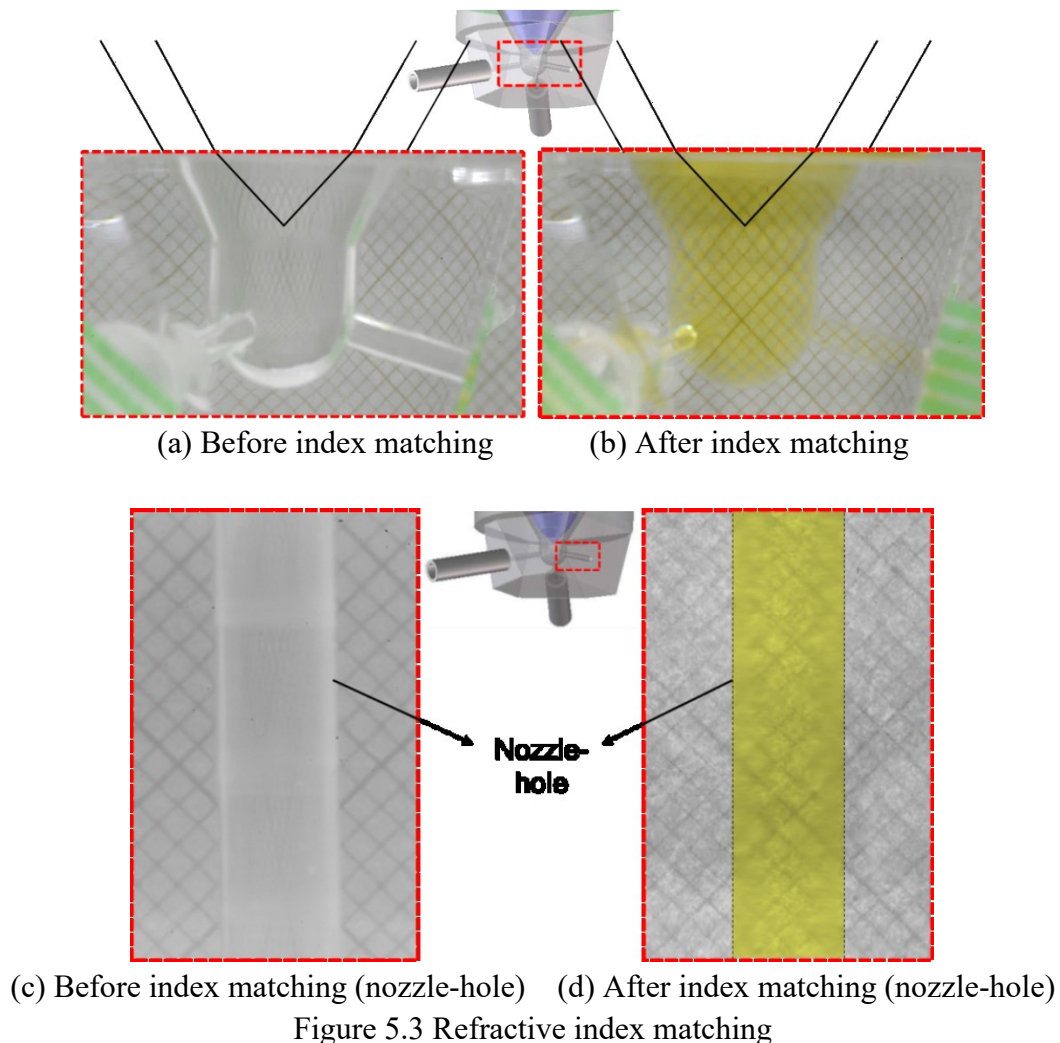 (a) Before index matching (b) After index matching
Nozzle-
hole
(c) Before index matching (nozzle-hole) (d) After index matching (nozzle-hole)
Figure 5.3 Refractive index matching